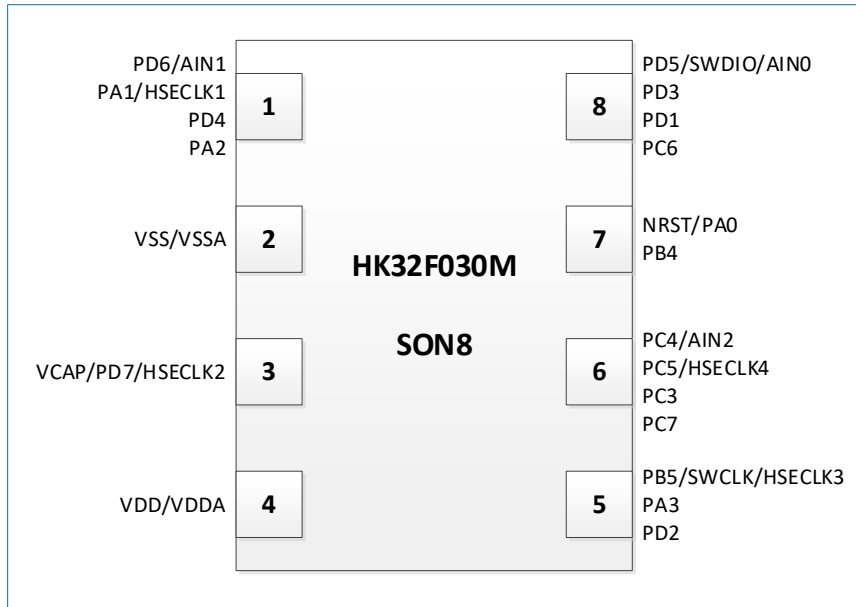 PD6/AIN1
PA1/HSECLK1
PD4
PA2
1
VSS/VSSA
2
VCAP/PD7/HSECLK2
3
VDD/VDDA
4
HK32F030M
SON8
8
PD5/SWDIO/AIN0
PD3
PD1
PC6
7
NRST/PA0
PB4
6
PC4/AIN2
PC5/HSECLK4
PC3
PC7
5
PB5/SWCLK/HSECLK3
PA3
PD2